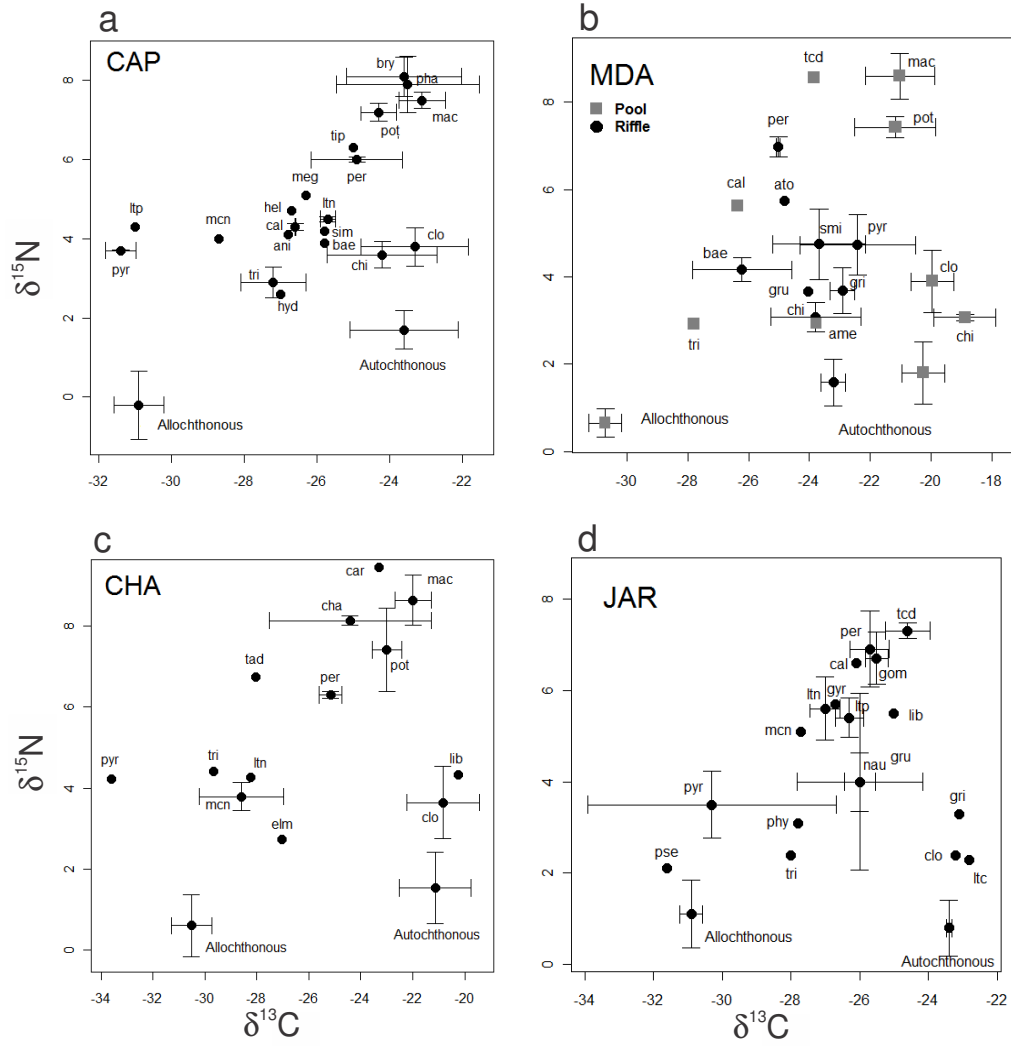 a
CAP
bry
pha
mac
pot
tip
per
meg
hel
ltn
ltp
mcn
cal
sim
ani
bae
clo
chi
pyr
tri
hyd
Autochthonous
Allochthonous
δ15N
8
6
4
2
0
-32 -30 -28 -26 -24 -22
b
MDA
Pool
Riffle
tcd
mac
pot
per
cal
ato
smi
pyr
bae
clo
gru
gri
chi
ame
chi
tri
Allochthonous
Autochthonous
8
6
4
2
0
-30 -28 -26 -24 -22 -20 -18
c
CHA
car
mac
cha
pot
tad
per
pyr
tri
ltn
lib
mcn
clo
elm
Allochthonous
Autochthonous
δ15N
8
6
4
2
0
-34 -32 -30 -28 -26 -24 -22 -20
δ13C
d
JAR
tcd
per
cal
gom
ltn
gyr
ltp
lib
mcn
gru
nau
pyr
gri
phy
pse
tri
clo
ltc
Allochthonous
Autochthonous
8
6
4
2
0
-34 -32 -30 -28 -26 -24 -22
δ13C